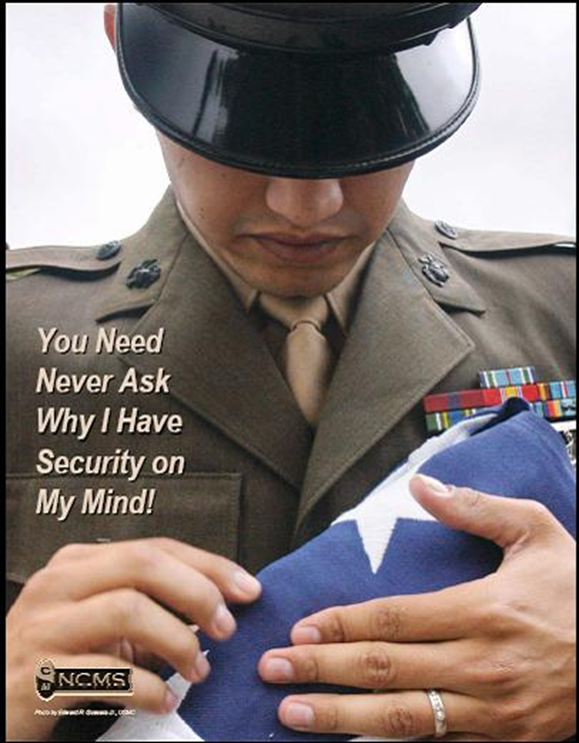 You Need
Never Ask
Why I Have
Security on
My Mind!
NCMS